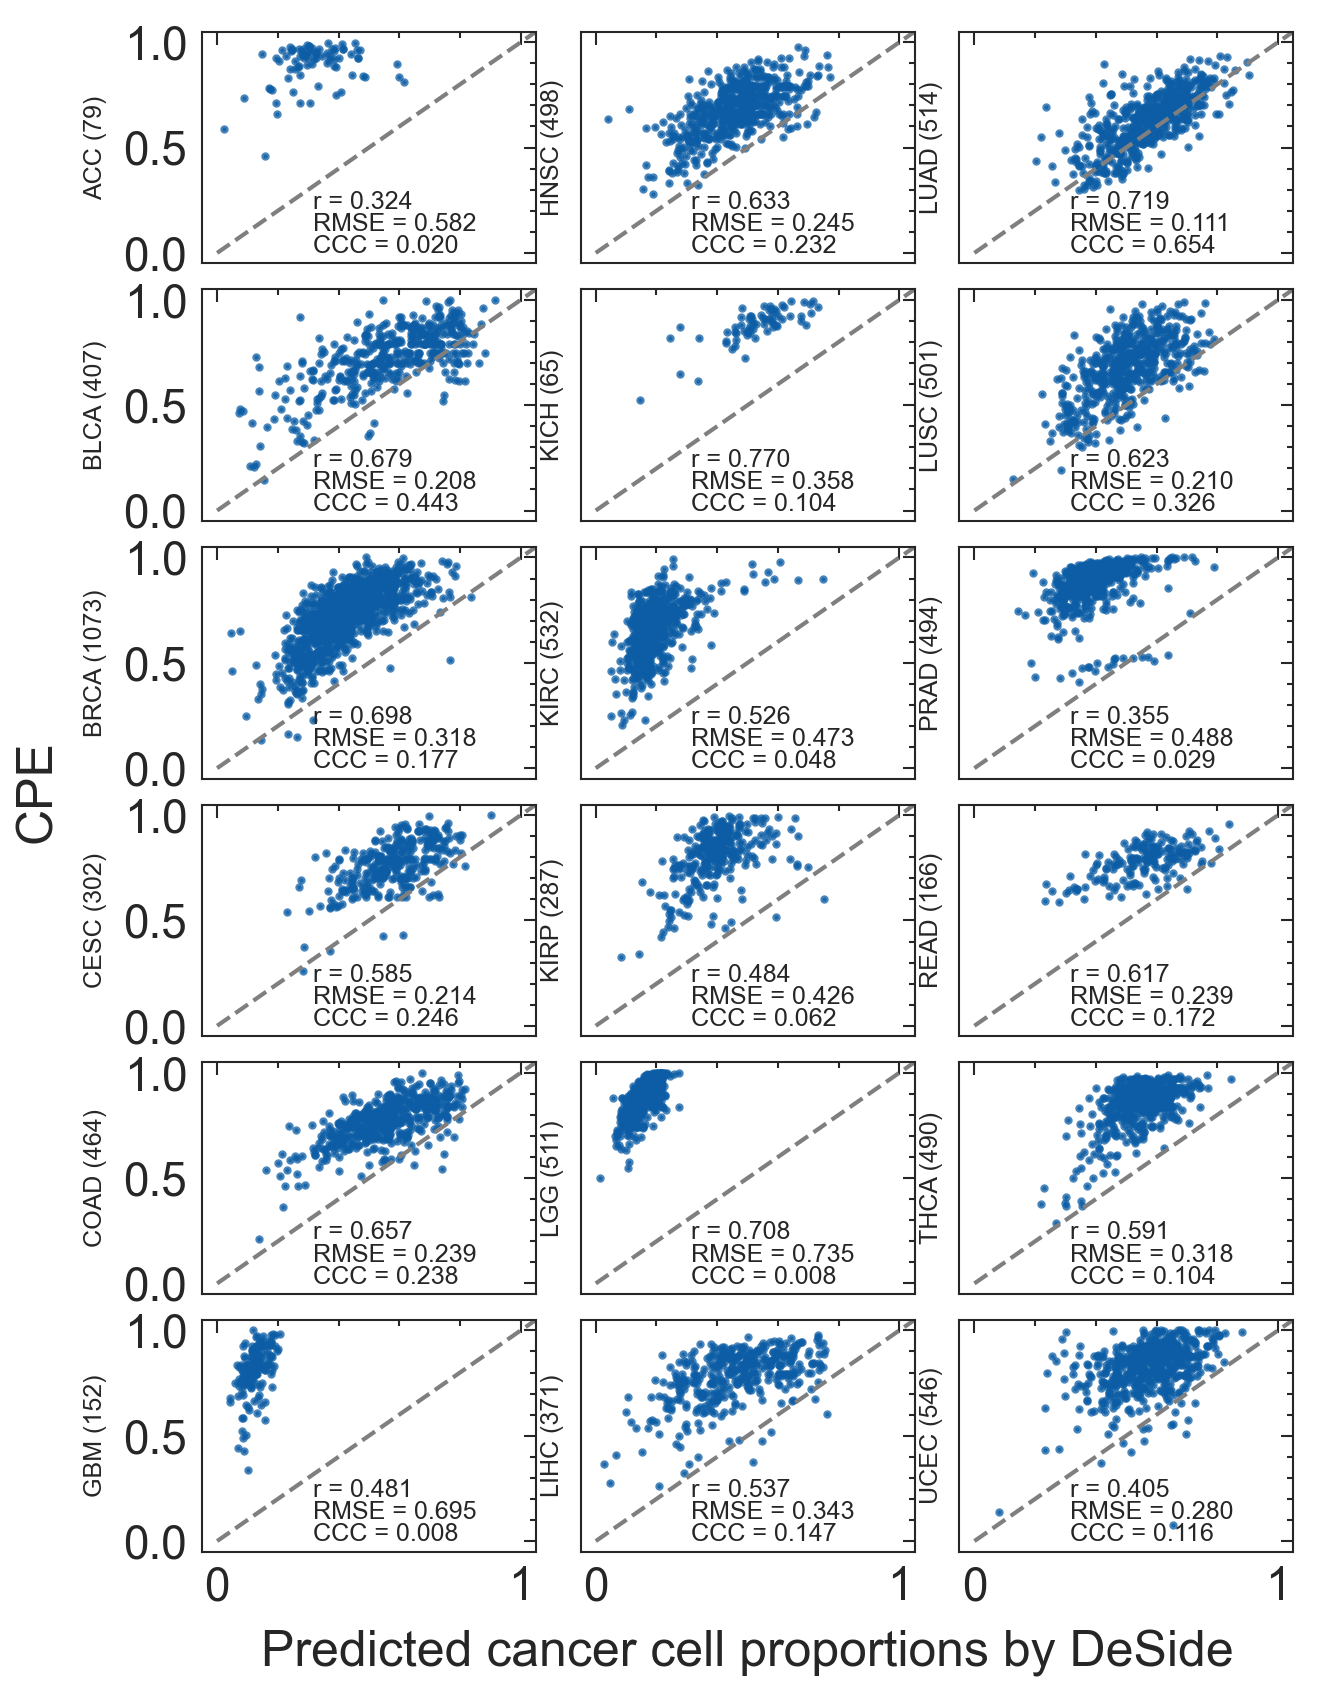 CPE
1.0
0.5
0.0
ACC (79)
r = 0.324
RMSE = 0.582
CCC = 0.020
HNSC (498)
r = 0.633
RMSE = 0.245
CCC = 0.232
LUAD (514)
r = 0.719
RMSE = 0.111
CCC = 0.654
1.0
0.5
0.0
BLCA (407)
r = 0.679
RMSE = 0.208
CCC = 0.443
KICH (65)
r = 0.770
RMSE = 0.358
CCC = 0.104
LUSC (501)
r = 0.623
RMSE = 0.210
CCC = 0.326
1.0
0.5
0.0
BRCA (1073)
r = 0.698
RMSE = 0.318
CCC = 0.177
KIRC (532)
r = 0.526
RMSE = 0.473
CCC = 0.048
PRAD (494)
r = 0.355
RMSE = 0.488
CCC = 0.029
1.0
0.5
0.0
CESC (302)
r = 0.585
RMSE = 0.214
CCC = 0.246
KIRP (287)
r = 0.484
RMSE = 0.426
CCC = 0.062
READ (166)
r = 0.617
RMSE = 0.239
CCC = 0.172
1.0
0.5
0.0
COAD (464)
r = 0.657
RMSE = 0.239
CCC = 0.238
LGG (511)
r = 0.708
RMSE = 0.735
CCC = 0.008
THCA (490)
r = 0.591
RMSE = 0.318
CCC = 0.104
1.0
0.5
0.0
GBM (152)
r = 0.481
RMSE = 0.695
CCC = 0.008
LIHC (371)
r = 0.537
RMSE = 0.343
CCC = 0.147
UCEC (546)
r = 0.405
RMSE = 0.280
CCC = 0.116
0 1 0 1 0 1
Predicted cancer cell proportions by DeSide